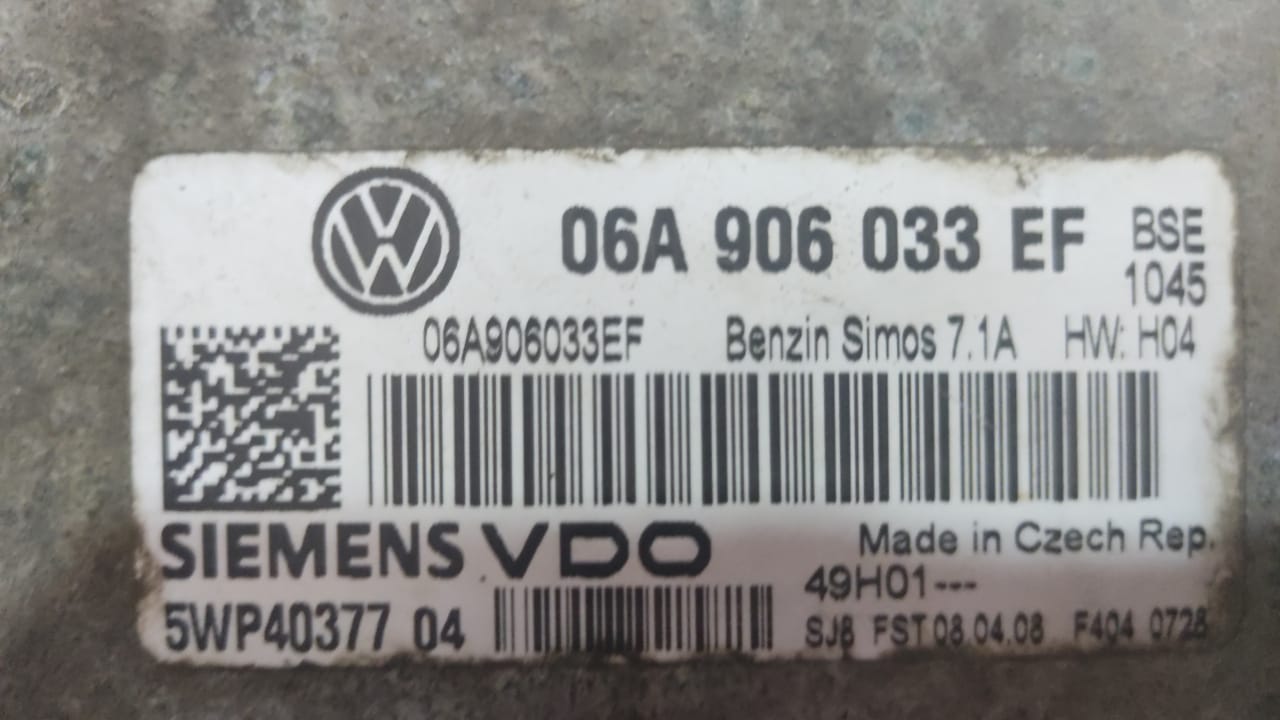 06A 906 033 EF BSE
1045
06A906033EF Benzin Simos 7.1A HW: H04
SIEMENS VDO Made in Czech Rep.
49H01---
5WP40377 04 SJ6 FST 08.04.08 F404 0728